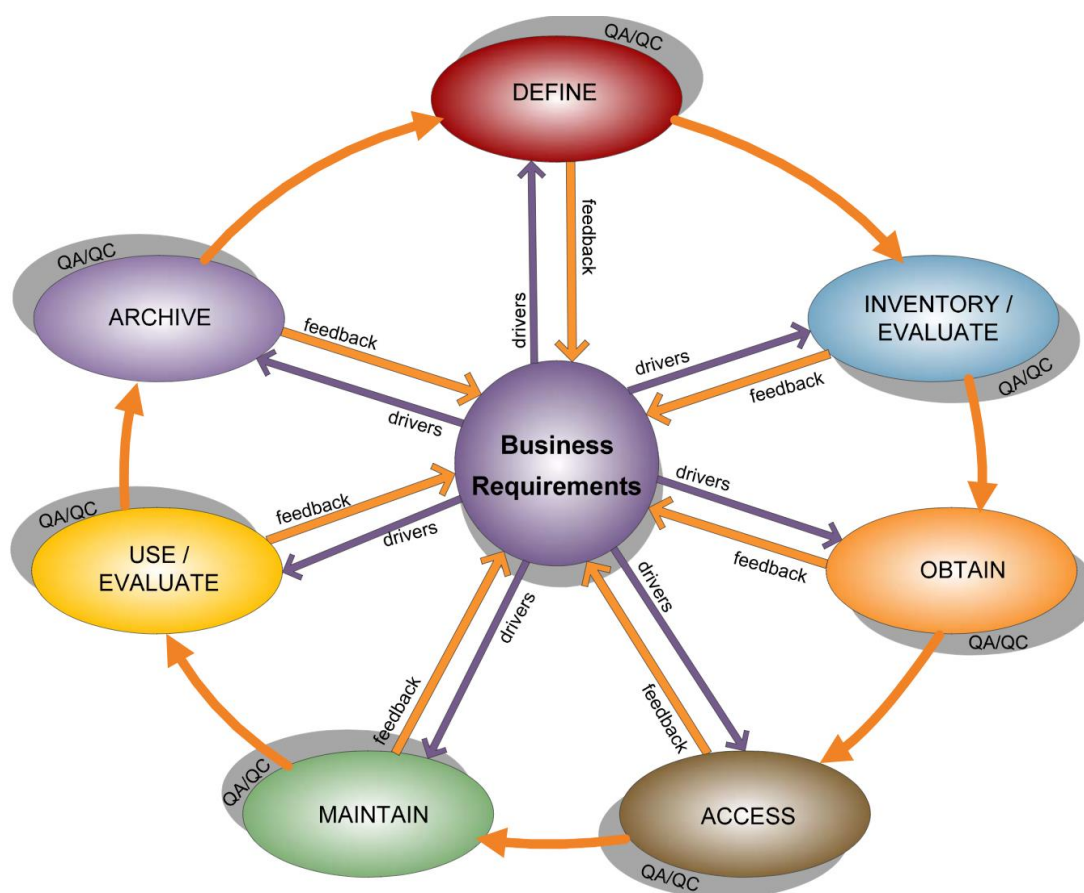 QA/QC
DEFINE
drivers
feedback
QA/QC
ARCHIVE
feedback
drivers
INVENTORY /
EVALUATE
QA/QC
drivers
feedback
Business
Requirements
QA/QC
USE /
EVALUATE
feedback
drivers
drivers
feedback
OBTAIN
QA/QC
QA/QC
MAINTAIN
feedback
drivers
drivers
feedback
ACCESS
QA/QC